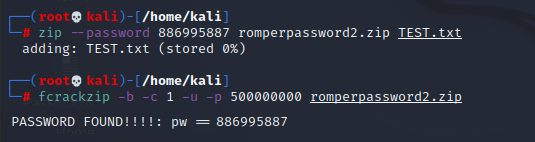 ┌──(root💀kali)-[/home/kali]
└─# zip --password 886995887 romperpassword2.zip TEST.txt
  adding: TEST.txt (stored 0%)
┌──(root💀kali)-[/home/kali]
└─# fcrackzip -b -c 1 -u -p 500000000 romperpassword2.zip
PASSWORD FOUND!!!!: pw == 886995887